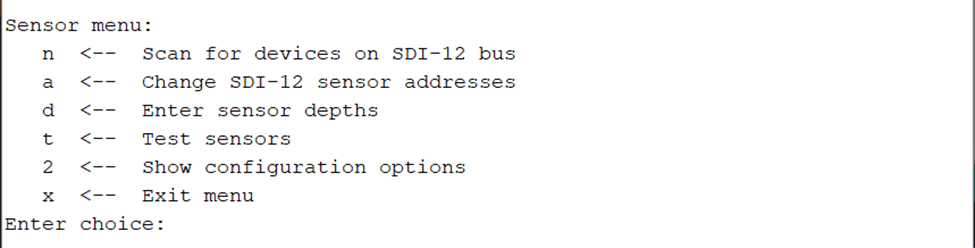 Sensor menu:
n <-- Scan for devices on SDI-12 bus
a <-- Change SDI-12 sensor addresses
d <-- Enter sensor depths
t <-- Test sensors
2 <-- Show configuration options
x <-- Exit menu
Enter choice: